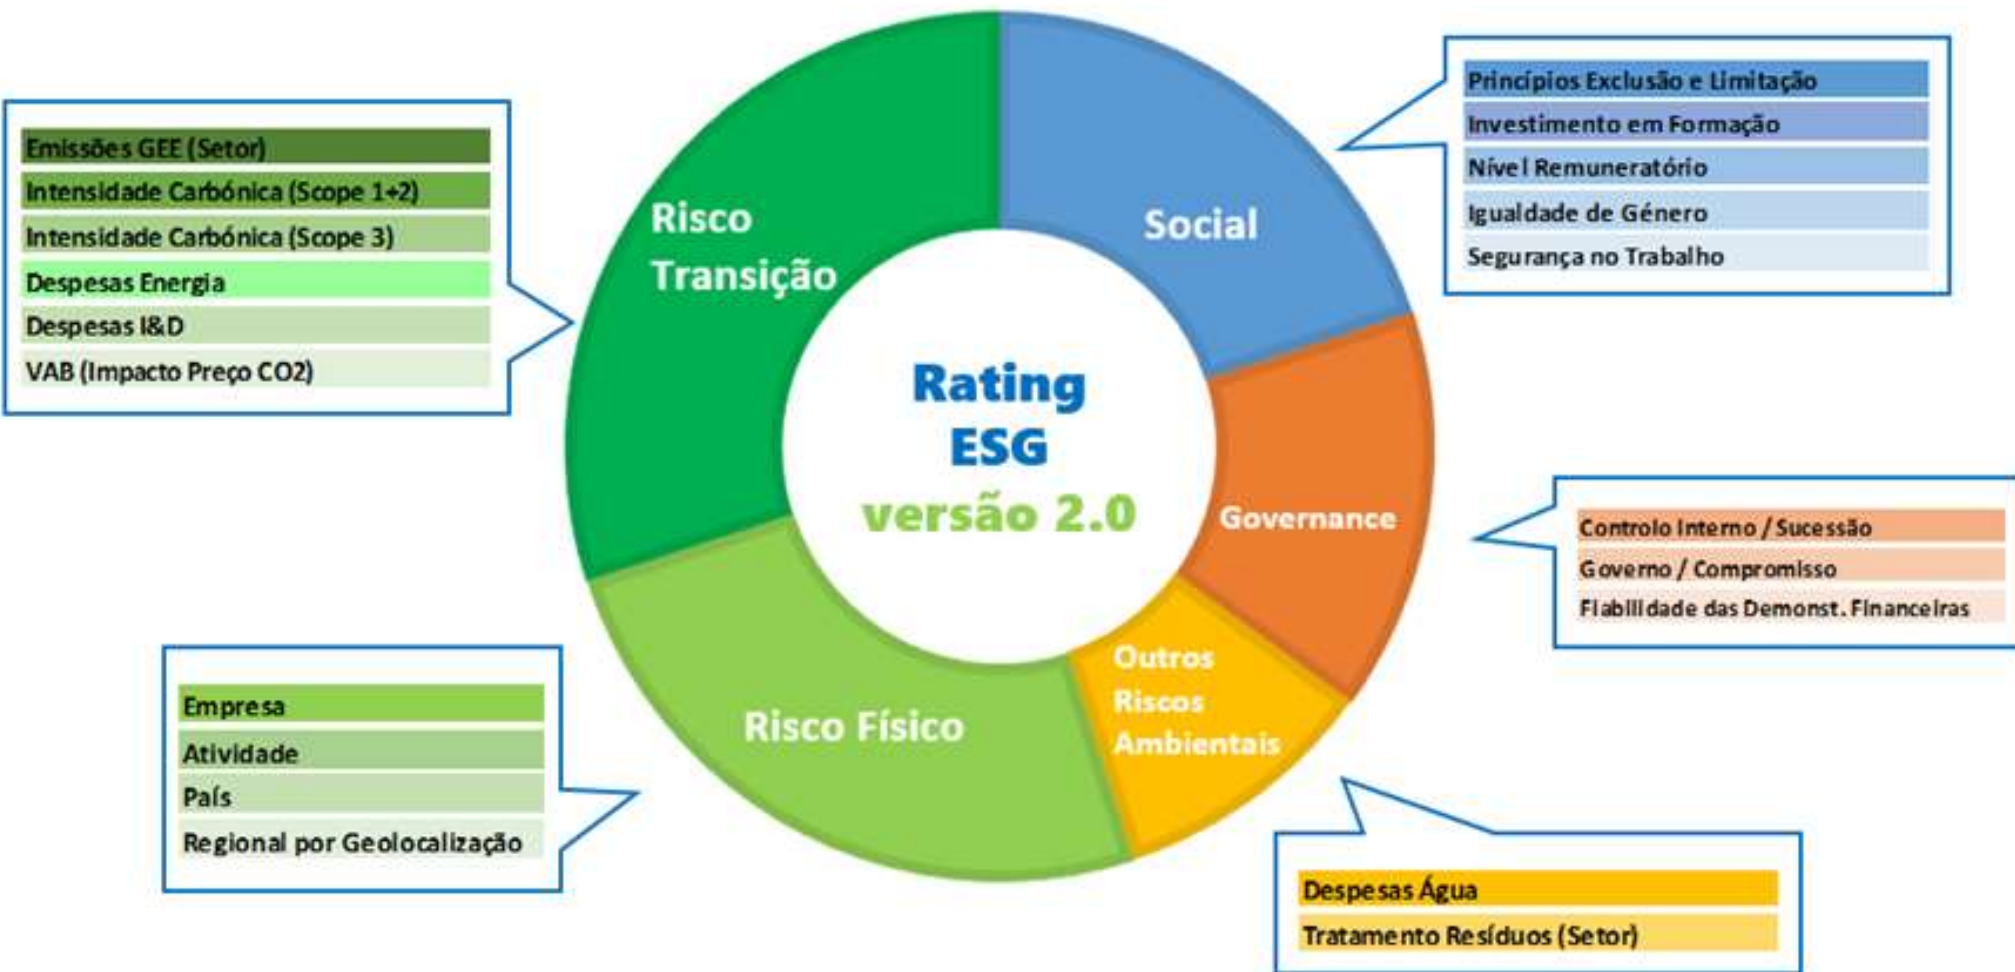 Emissões GEE (Setor)
Intensidade Carbónica (Scope 1+2)
Intensidade Carbónica (Scope 3)
Despesas Energia
Despesas I&D
VAB (Impacto Preço CO2)
Risco
Transição
Social
Princípios Exclusão e Limitação
Investimento em Formação
Nível Remuneratório
Igualdade de Género
Segurança no Trabalho
Rating
ESG
versão 2.0
Governance
Controlo Interno / Sucessão
Governo / Compromisso
Fiabilidade das Demonst. Financeiras
Empresa
Atividade
País
Regional por Geolocalização
Risco Físico
Outros
Riscos
Ambientais
Despesas Água
Tratamento Resíduos (Setor)